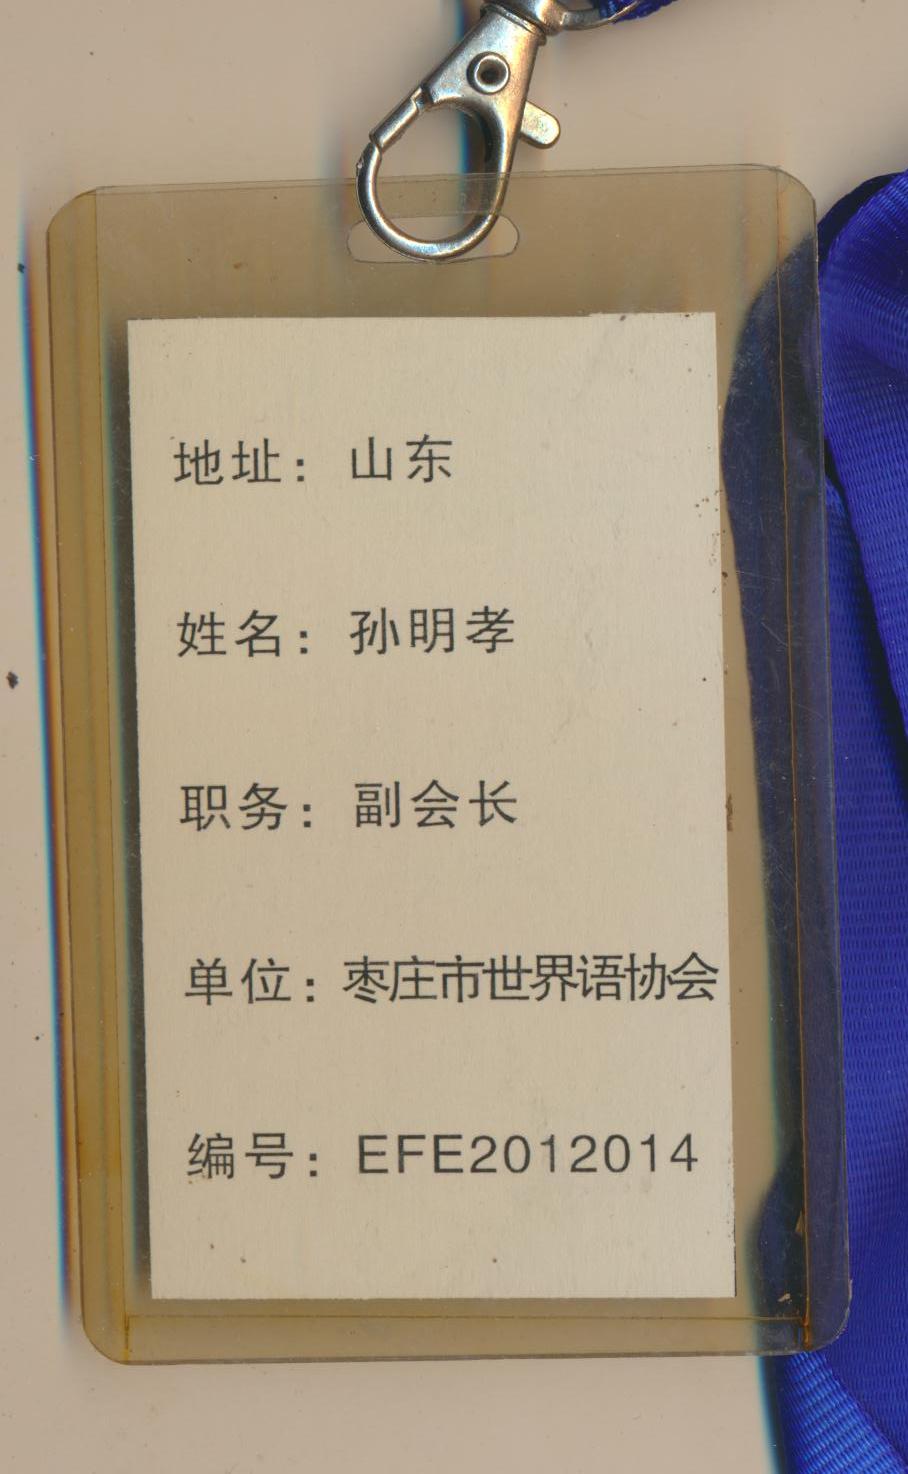 地址：山东
姓名：孙明孝
职务：副会长
单位：枣庄市世界语协会
编号：EFE2012014